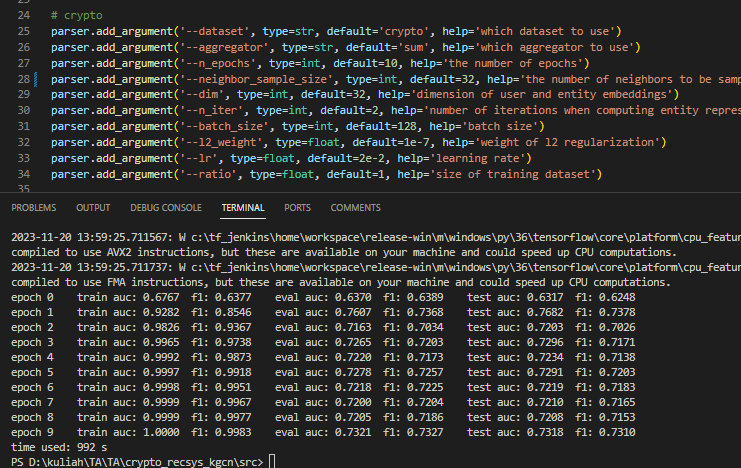 24 # crypto
25 parser.add_argument('--dataset', type=str, default='crypto', help='which dataset to use')
26 parser.add_argument('--aggregator', type=str, default='sum', help='which aggregator to use')
27 parser.add_argument('--n_epochs', type=int, default=10, help='the number of epochs')
28 parser.add_argument('--neighbor_sample_size', type=int, default=32, help='the number of neighbors to be samp
29 parser.add_argument('--dim', type=int, default=32, help='dimension of user and entity embeddings')
30 parser.add_argument('--n_iter', type=int, default=2, help='number of iterations when computing entity repres
31 parser.add_argument('--batch_size', type=int, default=128, help='batch size')
32 parser.add_argument('--l2_weight', type=float, default=1e-7, help='weight of l2 regularization')
33 parser.add_argument('--lr', type=float, default=2e-2, help='learning rate')
34 parser.add_argument('--ratio', type=float, default=1, help='size of training dataset')
35
PROBLEMS OUTPUT DEBUG CONSOLE TERMINAL PORTS COMMENTS
2023-11-20 13:59:25.711567: W c:\tf_jenkins\home\workspace\release-win\m\windows\py\36\tensorflow\core\platform\cpu_featur
compiled to use AVX2 instructions, but these are available on your machine and could speed up CPU computations.
2023-11-20 13:59:25.711737: W c:\tf_jenkins\home\workspace\release-win\m\windows\py\36\tensorflow\core\platform\cpu_featur
compiled to use FMA instructions, but these are available on your machine and could speed up CPU computations.
epoch 0 train auc: 0.6767 f1: 0.6377 eval auc: 0.6370 f1: 0.6389 test auc: 0.6317 f1: 0.6248
epoch 1 train auc: 0.9282 f1: 0.8546 eval auc: 0.7607 f1: 0.7368 test auc: 0.7682 f1: 0.7378
epoch 2 train auc: 0.9826 f1: 0.9367 eval auc: 0.7163 f1: 0.7034 test auc: 0.7203 f1: 0.7026
epoch 3 train auc: 0.9965 f1: 0.9738 eval auc: 0.7265 f1: 0.7203 test auc: 0.7296 f1: 0.7171
epoch 4 train auc: 0.9992 f1: 0.9873 eval auc: 0.7220 f1: 0.7173 test auc: 0.7234 f1: 0.7138
epoch 5 train auc: 0.9997 f1: 0.9918 eval auc: 0.7278 f1: 0.7257 test auc: 0.7291 f1: 0.7203
epoch 6 train auc: 0.9998 f1: 0.9951 eval auc: 0.7218 f1: 0.7225 test auc: 0.7219 f1: 0.7183
epoch 7 train auc: 0.9999 f1: 0.9967 eval auc: 0.7200 f1: 0.7204 test auc: 0.7210 f1: 0.7165
epoch 8 train auc: 0.9999 f1: 0.9977 eval auc: 0.7205 f1: 0.7186 test auc: 0.7208 f1: 0.7153
epoch 9 train auc: 1.0000 f1: 0.9983 eval auc: 0.7321 f1: 0.7327 test auc: 0.7318 f1: 0.7310
time used: 992 s
PS D:\kuliah\TA\TA\crypto_recsys_kgcn\src>